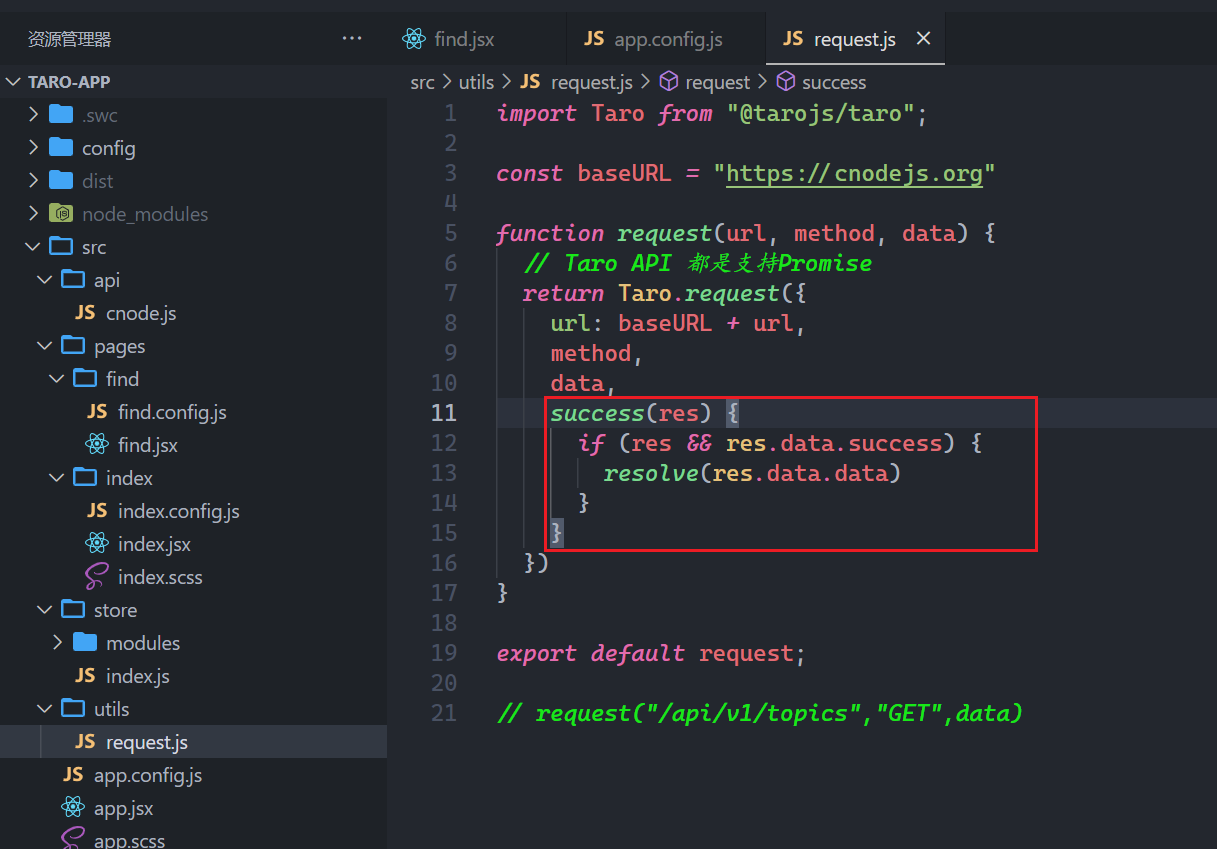 资源管理器
···
find.jsx
JS app.config.js
JS request.js
TARO-APP
src > utils > JS request.js > request > success
.swc
config
dist
node_modules
src
api
JS cnode.js
pages
find
JS find.config.js
find.jsx
index
JS index.config.js
index.jsx
index.scss
store
modules
JS index.js
utils
JS request.js
JS app.config.js
app.jsx
app.scss
1 import Taro from "@tarojs/taro";
2
3 const baseURL = "https://cnodejs.org"
4
5 function request(url, method, data) {
6 // Taro API 都是支持Promise
7 return Taro.request({
8 url: baseURL + url,
9 method,
10 data,
11 success(res) {
12 if (res && res.data.success) {
13 resolve(res.data.data)
14 }
15 }
16 })
17 }
18
19 export default request;
20
21 // request("/api/v1/topics","GET",data)